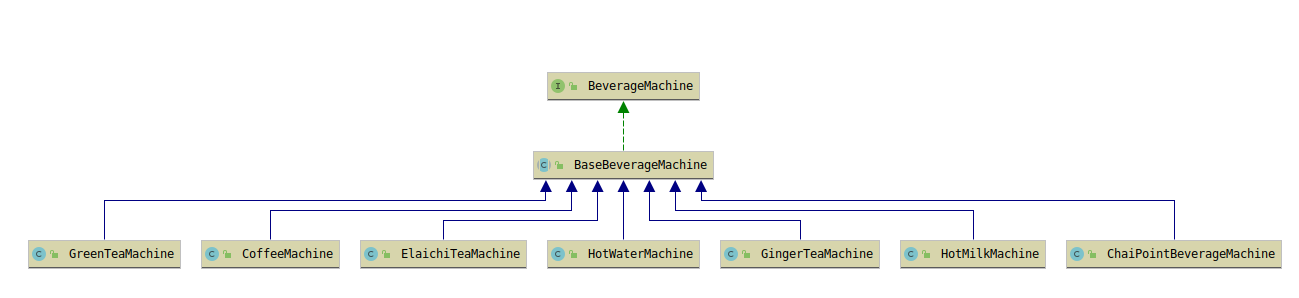 I BeverageMachine
C BaseBeverageMachine
C GreenTeaMachine
C CoffeeMachine
C ElaichiTeaMachine
C HotWaterMachine
C GingerTeaMachine
C HotMilkMachine
C ChaiPointBeverageMachine